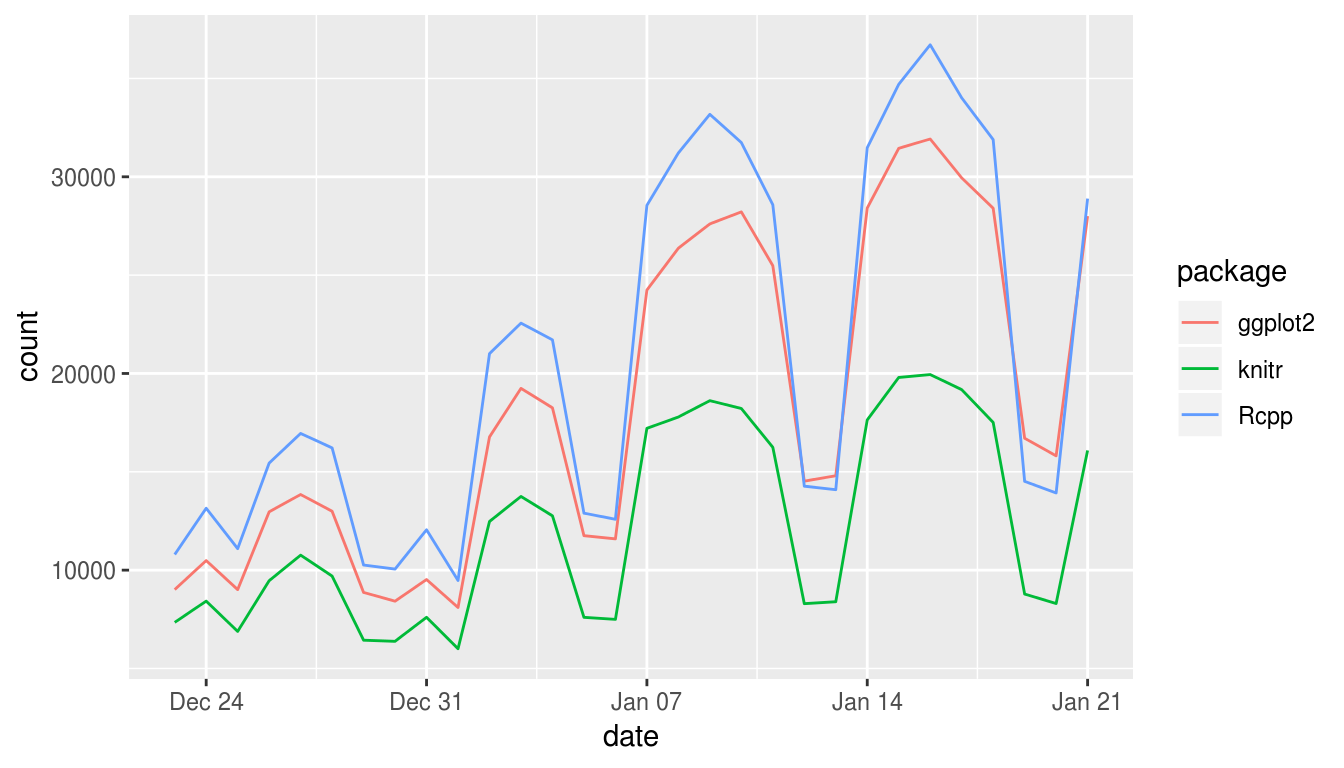 count
30000
20000
10000
Dec 24
Dec 31
Jan 07
Jan 14
Jan 21
date
package
ggplot2
knitr
Rcpp